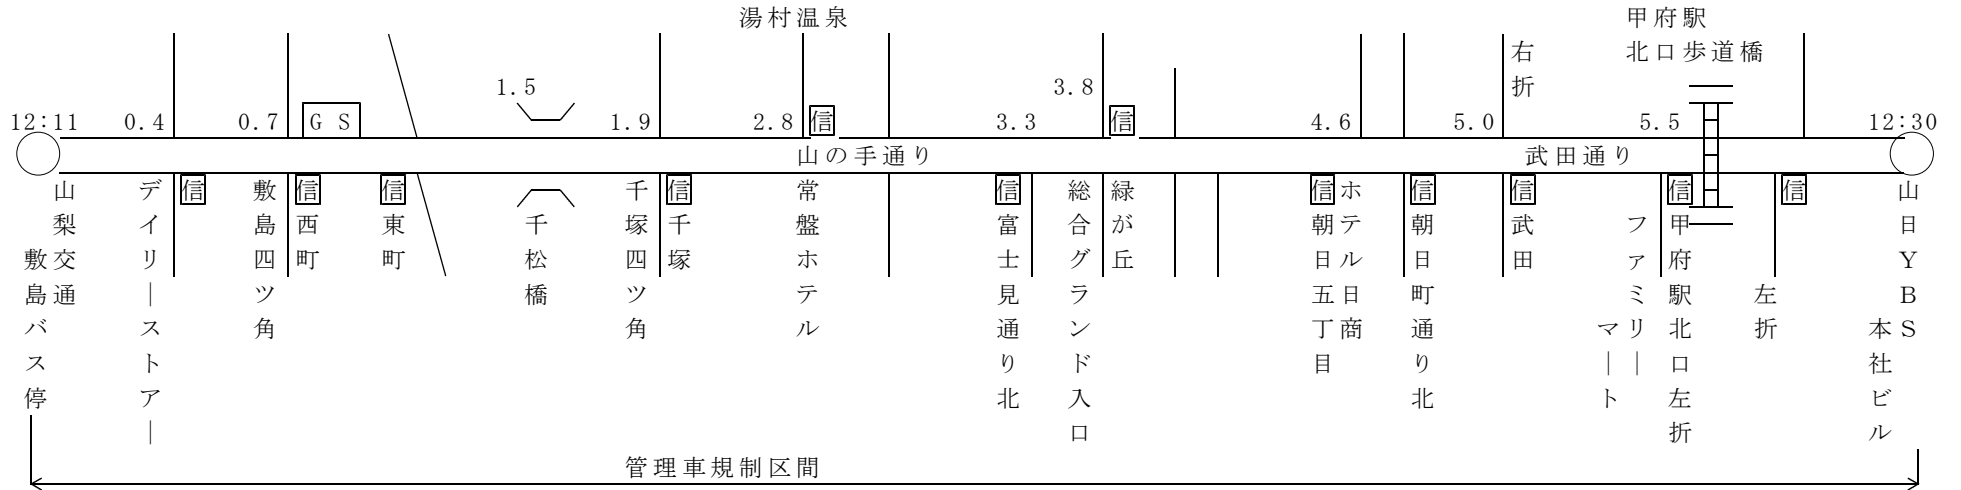 湯村温泉
甲府駅
北口歩道橋
右折
1.5
3.8
12:11
0.4
0.7
GS
1.9
2.8
信
3.3
信
4.6
5.0
5.5
12:30
山の手通り
武田通り
山梨交通
敷島バス停
デイリーストアー
信
敷島四ツ角
信
西町
信
東町
千松橋
千塚四ツ角
信
千塚
常盤ホテル
信
富士見通り北
総合グランド入口
緑が丘
信
朝日五丁目
ホテル日商
信
朝日町通り北
信
武田
ファミリー
マート
信
甲府駅北口左折
信
左折
山日YBS
本社ビル
管理車規制区間